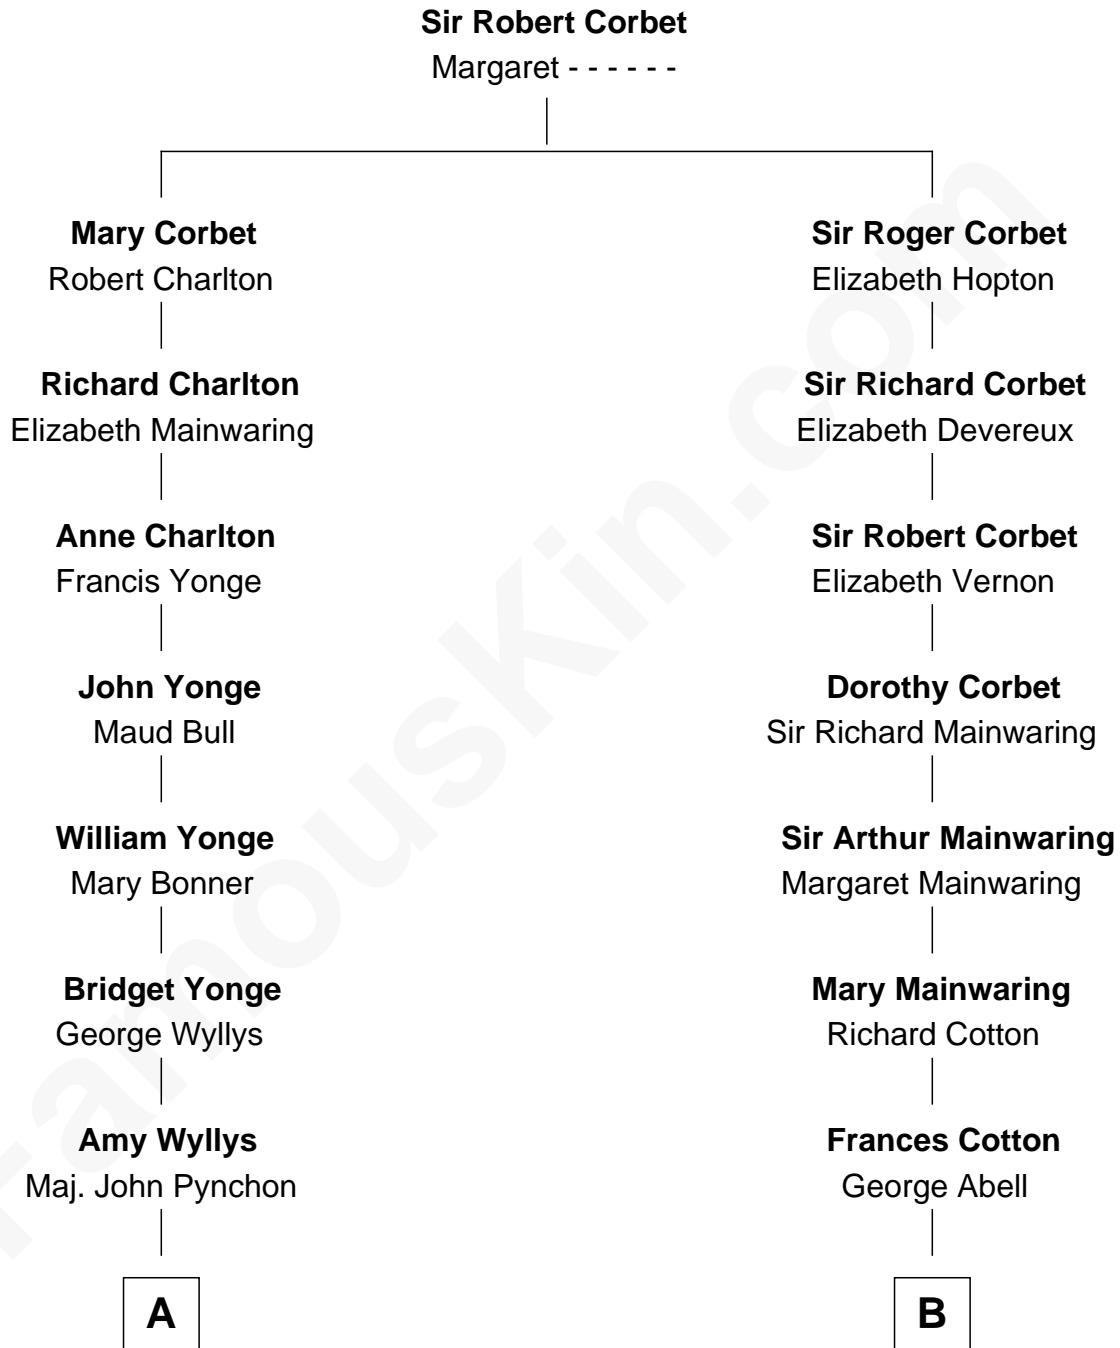 Sir Robert Corbet
Margaret - - - - - -
Mary Corbet
Robert Charlton
Sir Roger Corbet
Elizabeth Hopton
Richard Charlton
Elizabeth Mainwaring
Sir Richard Corbet
Elizabeth Devereux
Anne Charlton
Francis Yonge
Sir Robert Corbet
Elizabeth Vernon
John Yonge
Maud Bull
Dorothy Corbet
Sir Richard Mainwaring
William Yonge
Mary Bonner
Sir Arthur Mainwaring
Margaret Mainwaring
Bridget Yonge
George Wyllys
Mary Mainwaring
Richard Cotton
Amy Wyllys
Maj. John Pynchon
Frances Cotton
George Abell
A
B
FamousKin.com